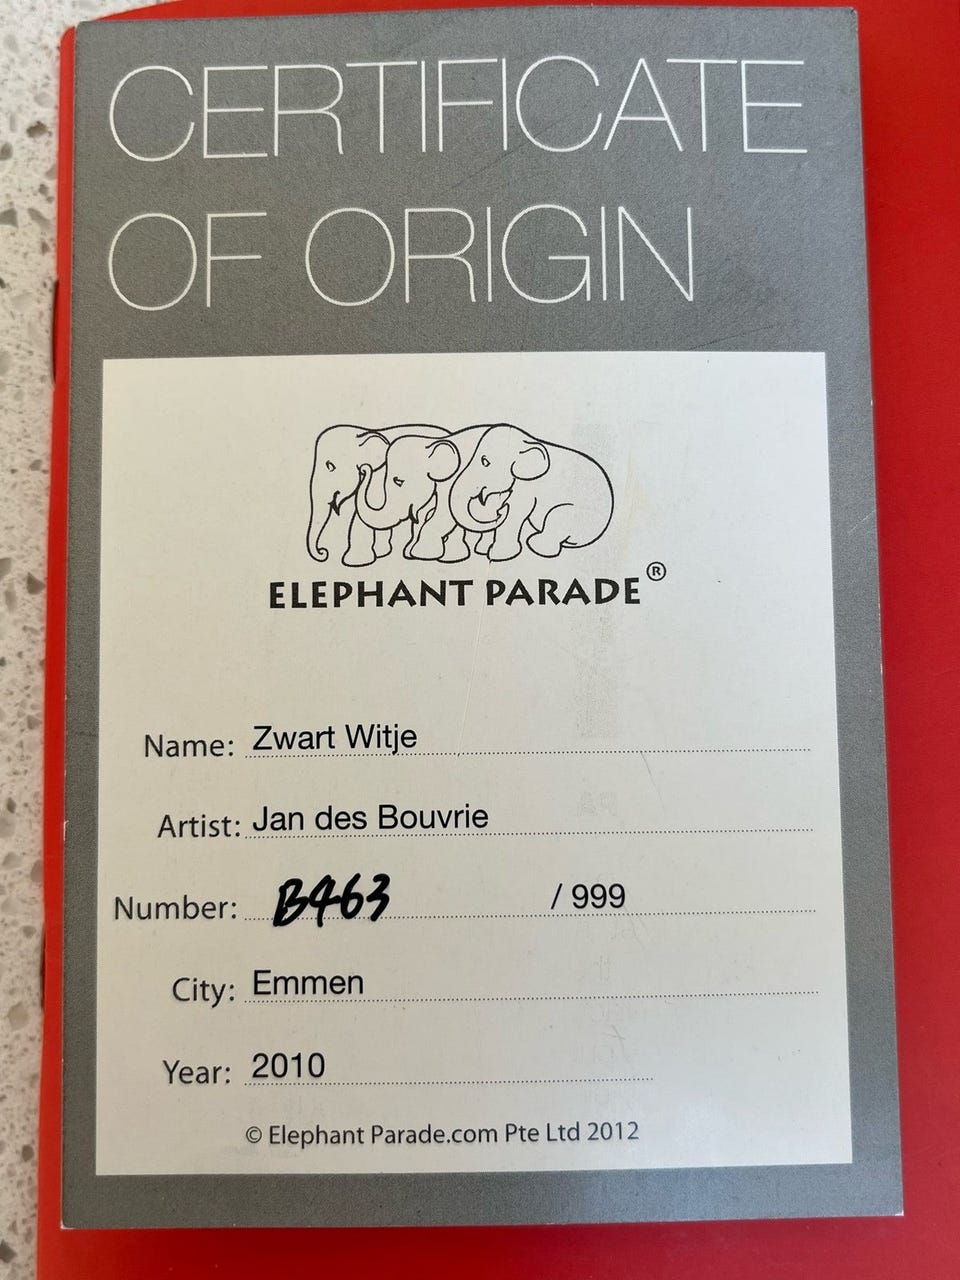 CERTIFICATE
OF ORIGIN
ELEPHANT PARADE®
Name: Zwart Witje
Artist: Jan des Bouvrie
Number: B463 / 999
City: Emmen
Year: 2010
© Elephant Parade.com Pte Ltd 2012